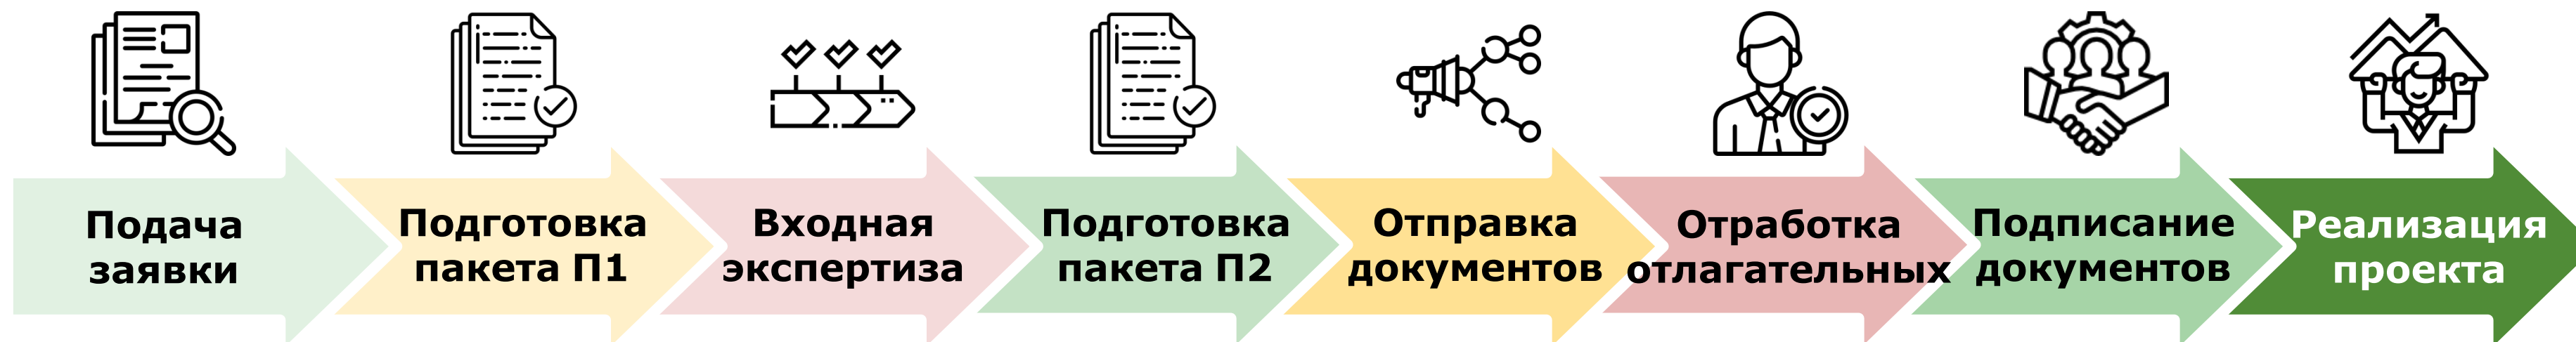 Подача
заявки
Подготовка
пакета П1
Входная
экспертиза
Подготовка
пакета П2
Отправка
документов
Отработка
отлагательных
Подписание
документов
Реализация
проекта